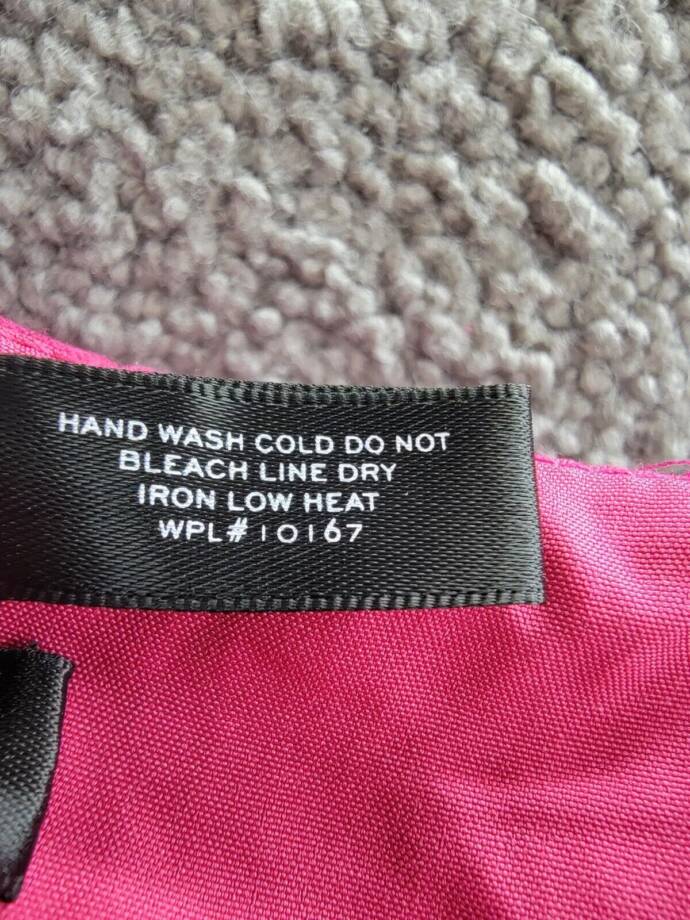 HAND WASH COLD DO NOT
BLEACH LINE DRY
IRON LOW HEAT
WPL# 10167